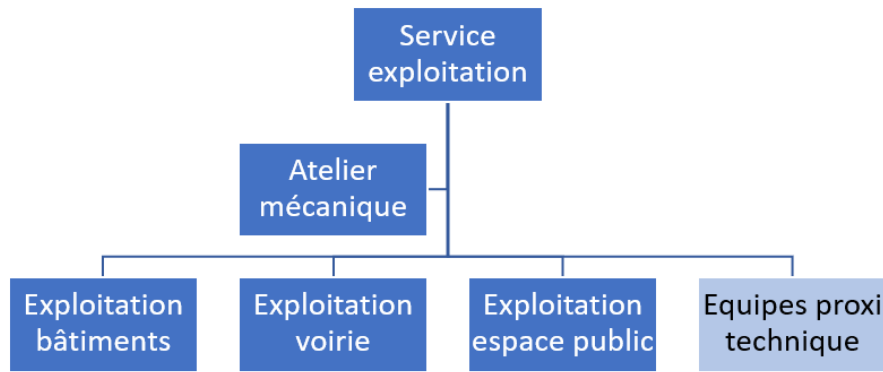 Service
exploitation
Atelier
mécanique
Exploitation
bâtiments
Exploitation
voirie
Exploitation
espace public
Equipes proxi
technique